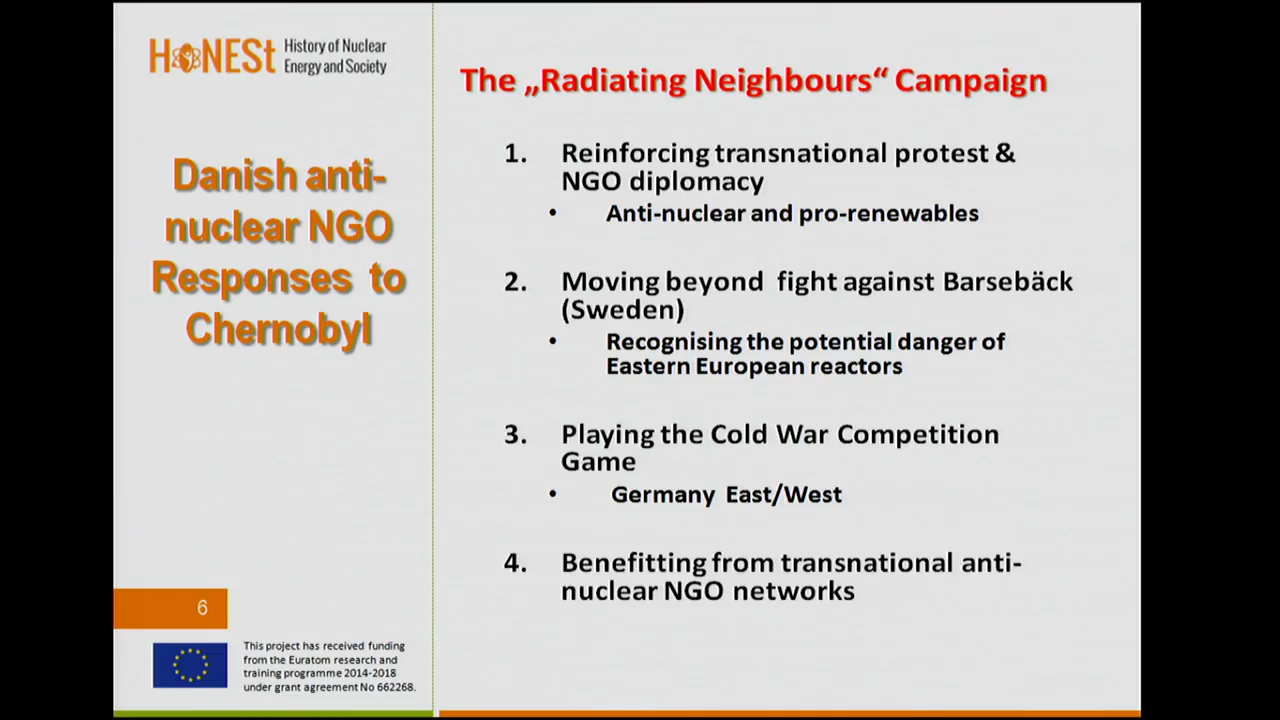 HoNESt
History of Nuclear
Energy and Society
Danish anti-
nuclear NGO
Responses to
Chernobyl
The „Radiating Neighbours“ Campaign
1. Reinforcing transnational protest &
NGO diplomacy
• Anti-nuclear and pro-renewables
2. Moving beyond fight against Barsebäck
(Sweden)
• Recognising the potential danger of
Eastern European reactors
3. Playing the Cold War Competition
Game
• Germany East/West
4. Benefitting from transnational anti-
nuclear NGO networks
6
This project has received funding
from the Euratom research and
training programme 2014-2018
under grant agreement No 662268.